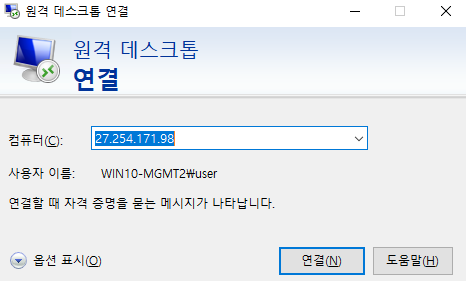 원격 데스크톱 연결
원격 데스크톱
연결
컴퓨터(C): 27.254.171.98
사용자 이름: WIN10-MGMT2₩user
연결할 때 자격 증명을 묻는 메시지가 나타납니다.
옵션 표시(O) 연결(N) 도움말(H)